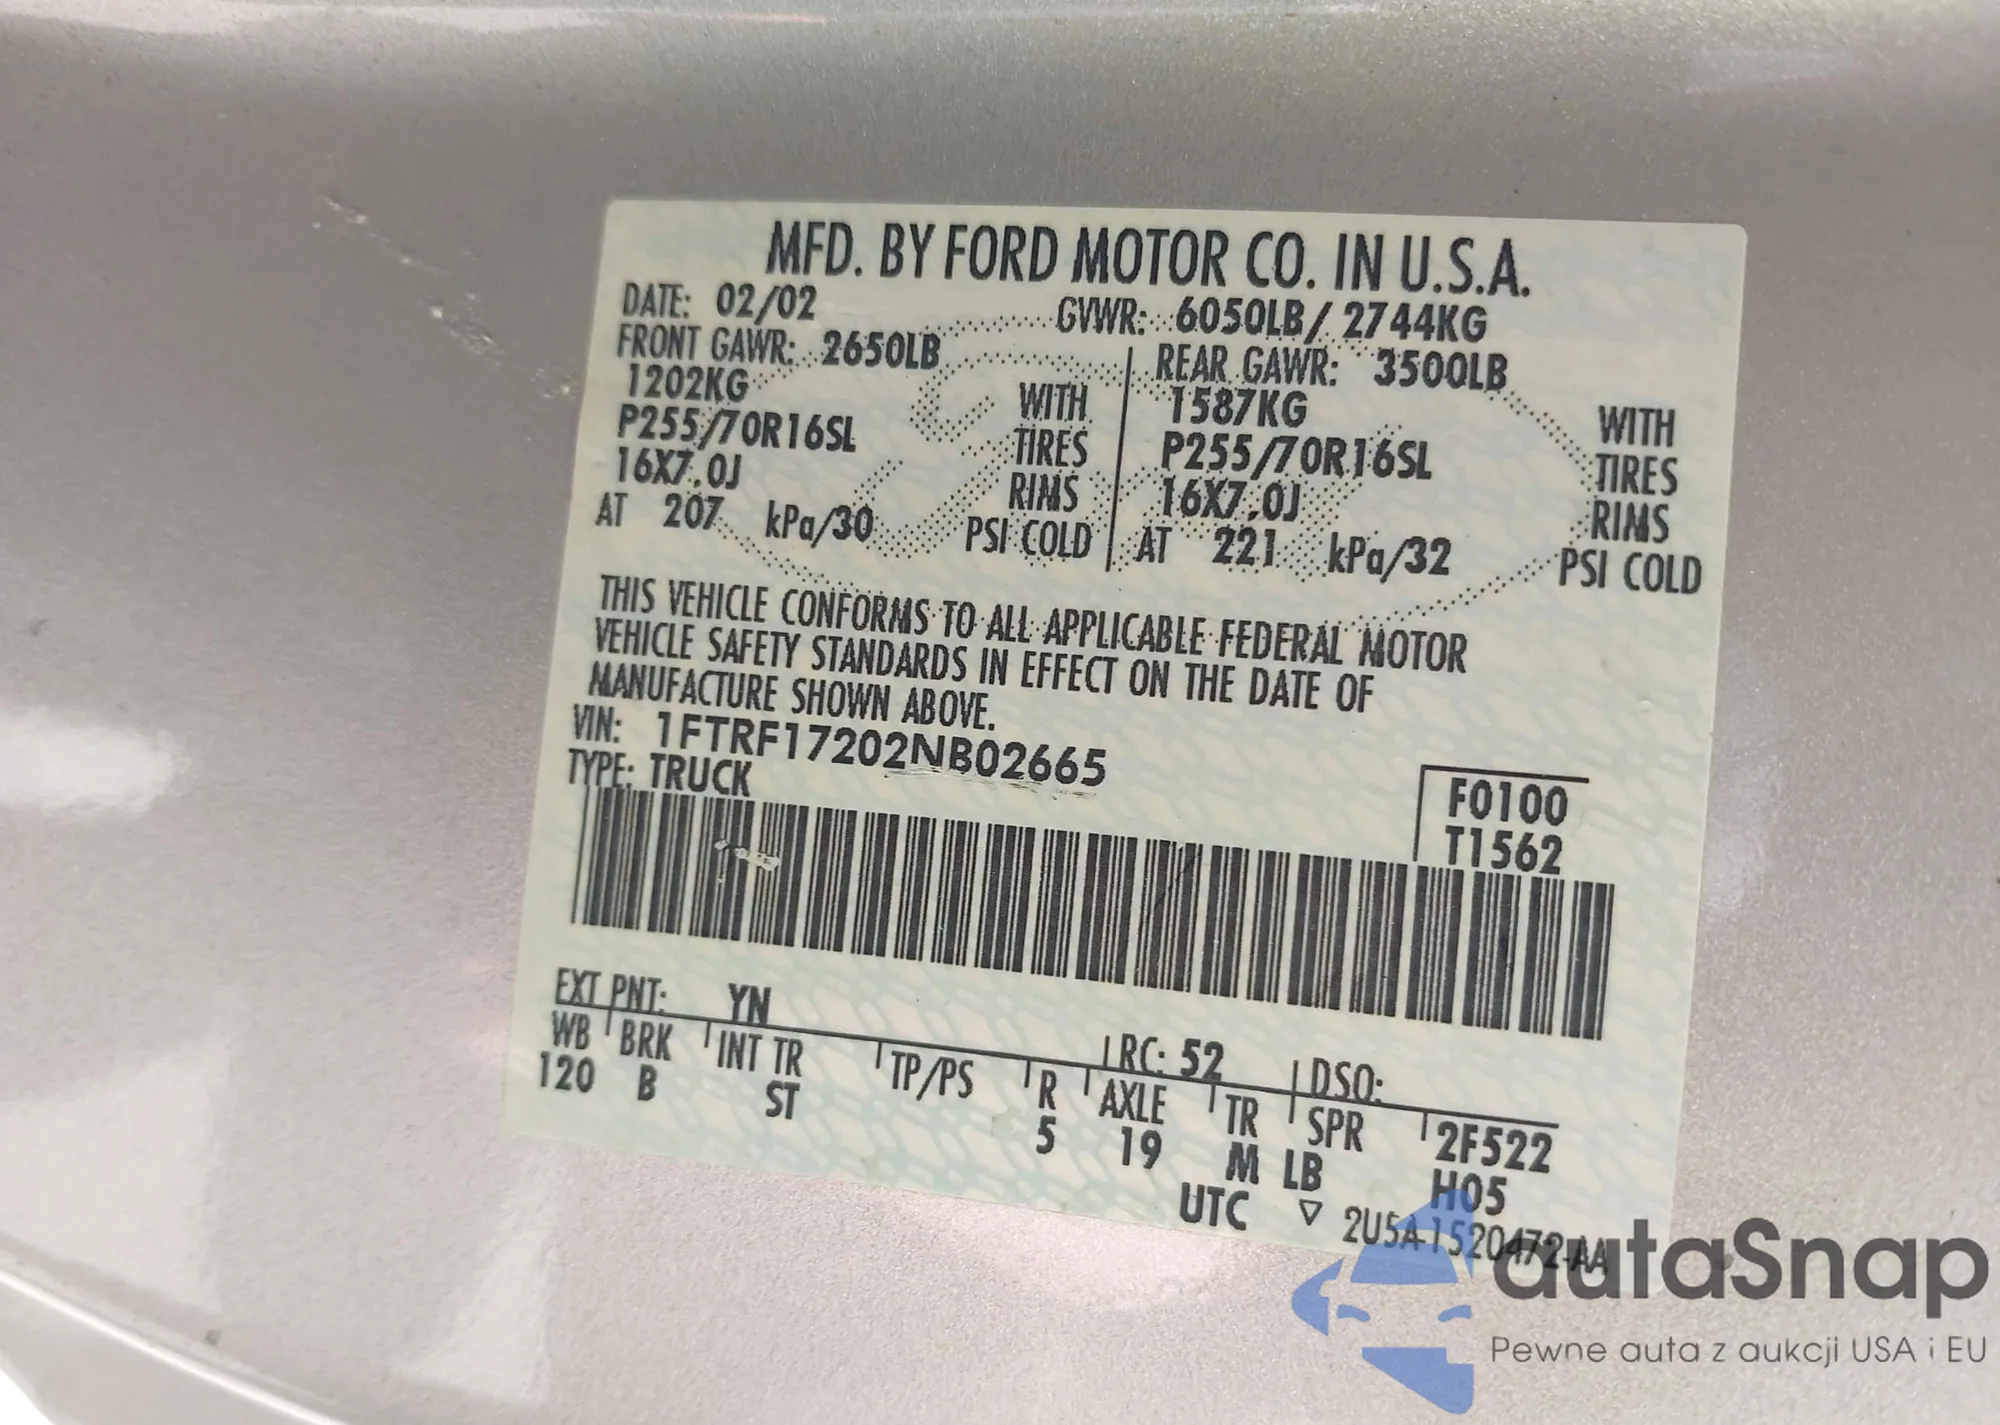 MFD. BY FORD MOTOR CO. IN U.S.A.
DATE: 02/02 GVWR: 6050LB/ 2744KG
FRONT GAWR: 2650LB REAR GAWR: 3500LB
1202KG WITH 1587KG WITH
P255/70R16SL TIRES P255/70R16SL TIRES
16X7.0J RIMS 16X7.0J RIMS
AT 207 kPa/30 PSI COLD AT 221 kPa/32 PSI COLD
THIS VEHICLE CONFORMS TO ALL APPLICABLE FEDERAL MOTOR
VEHICLE SAFETY STANDARDS IN EFFECT ON THE DATE OF
MANUFACTURE SHOWN ABOVE.
VIN: 1FTRF17202NB02665
TYPE: TRUCK
F0100
T1562
EXT PNT: YN RC: 52 DSO:
WB BRK INT TR TP/PS R AXLE TR SPR 2F522
120 B ST 5 19 M LB H05
UTC ▽ 2U5A-1520472-AA
autaSnap
Pewne auta z aukcji USA i EU